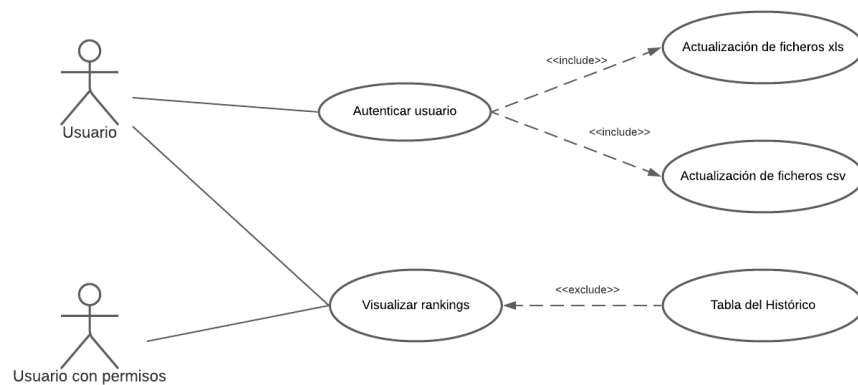 Actualización de ficheros xls
<<include>>
Autenticar usuario
Usuario
<<include>>
Actualización de ficheros csv
<<exclude>>
Visualizar rankings
Tabla del Histórico
Usuario con permisos